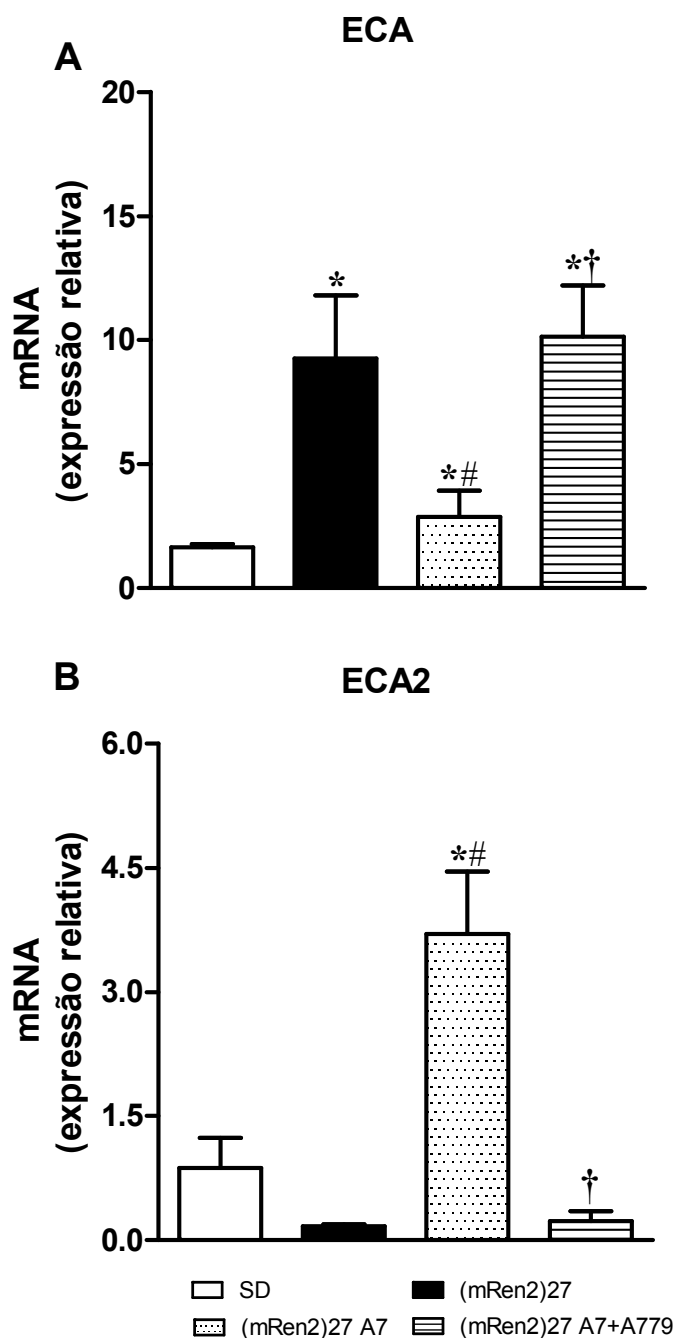 ECA
A
20
15
10
5
0
mRNA
(expressão relativa)
*
*#
*†
B
ECA2
6.0
4.5
3.0
1.5
0.0
mRNA
(expressão relativa)
*#
†
SD
(mRen2)27
(mRen2)27 A7
(mRen2)27 A7+A779